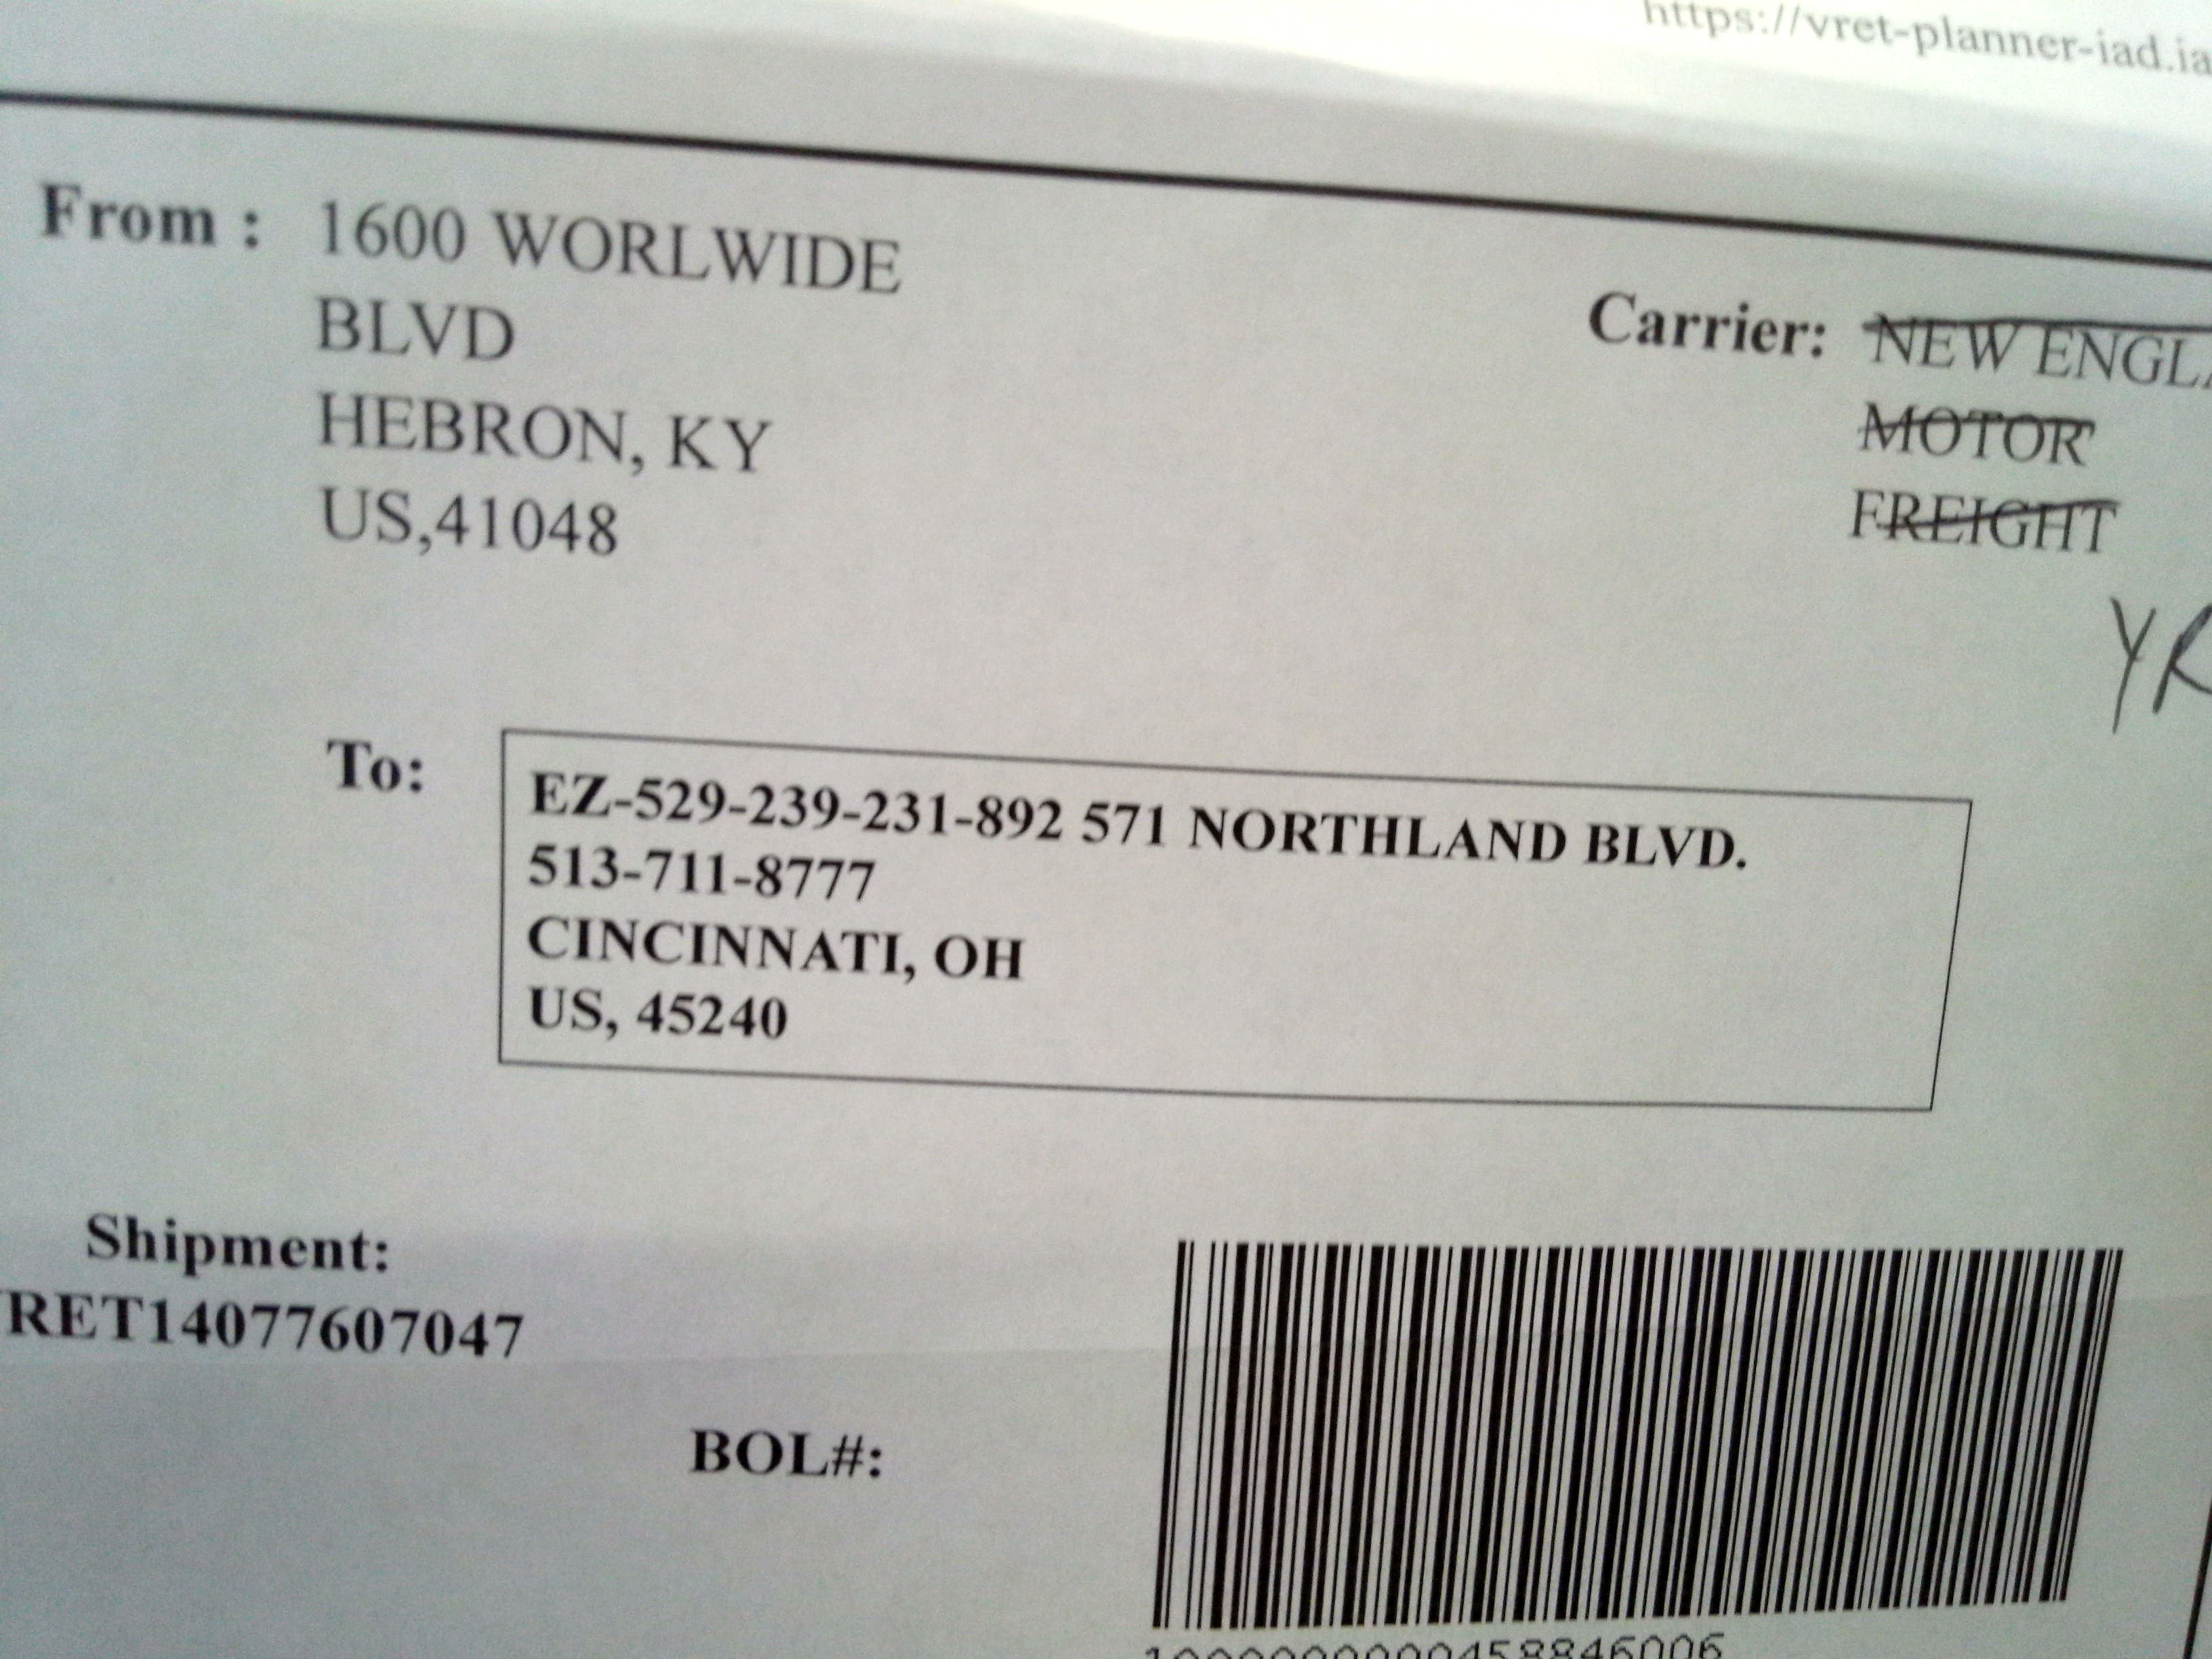 https://vret-planner-iad.ia
From : 1600 WORLWIDE
BLVD
HEBRON, KY
US,41048
Carrier: NEW ENGLA
MOTOR
FREIGHT
YR
To: EZ-529-239-231-892 571 NORTHLAND BLVD.
513-711-8777
CINCINNATI, OH
US, 45240
Shipment:
RET14077607047
BOL#: